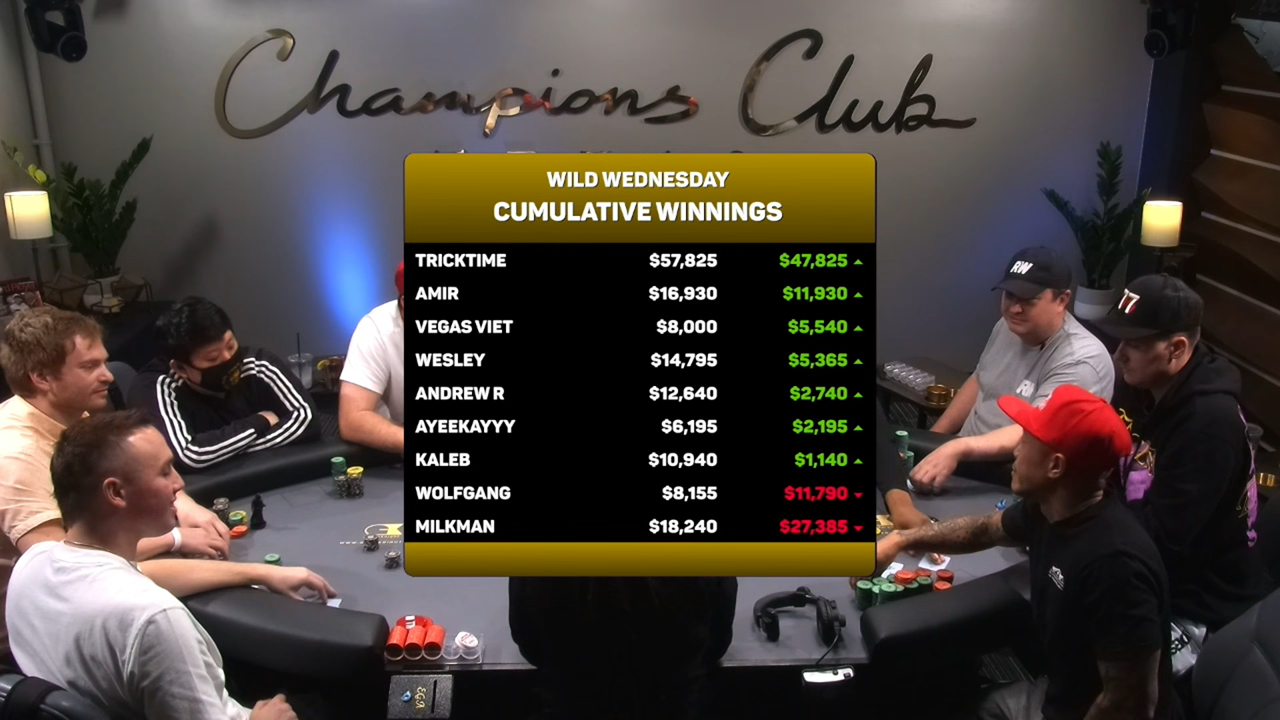 Champions Club
WILD WEDNESDAY
CUMULATIVE WINNINGS
TRICKTIME $57,825 $47,825
AMIR $16,930 $11,930
VEGAS VIET $8,000 $5,540
WESLEY $14,795 $5,365
ANDREW R $12,640 $2,740
AYEEKAYYY $6,195 $2,195
KALEB $10,940 $1,140
WOLFGANG $8,155 $11,790
MILKMAN $18,240 $27,385
RW
77